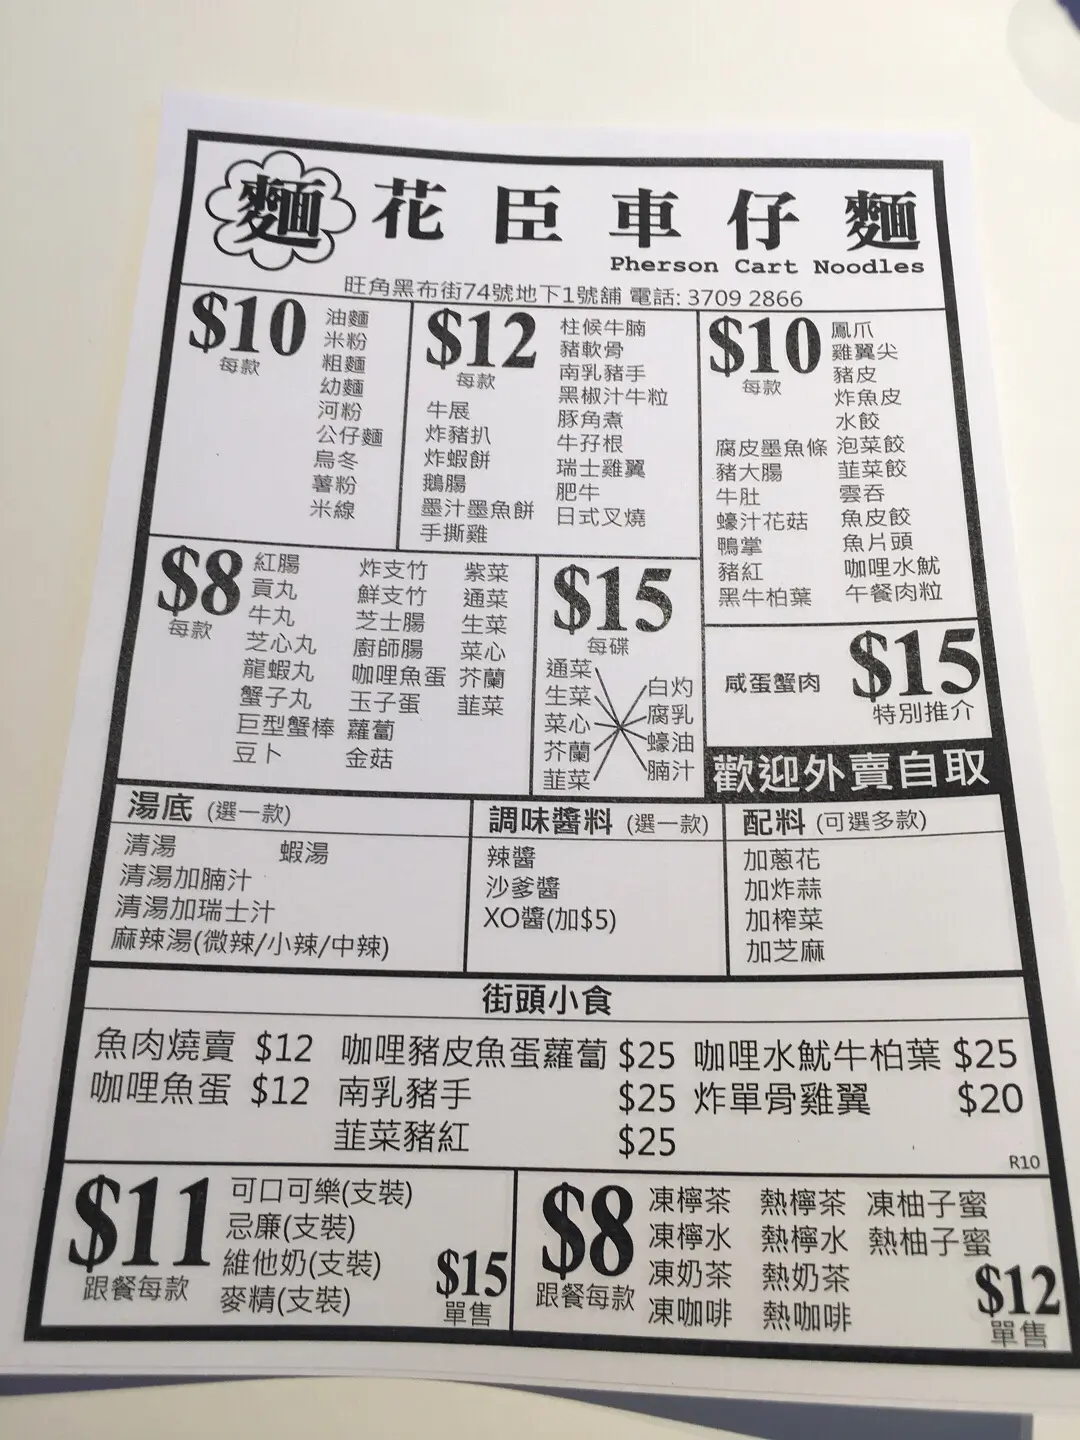 麵 花臣車仔麵
Pherson Cart Noodles
旺角黑布街74號地下1號舖 電話: 3709 2866
$10
每款
油麵
米粉
粗麵
幼麵
河粉
公仔麵
烏冬
薯粉
米線
$12
每款
牛展
炸豬扒
炸蝦餅
鵝腸
墨汁墨魚餅
手撕雞
柱候牛腩
豬軟骨
南乳豬手
黑椒汁牛粒
豚角煮
牛孖根
瑞士雞翼
肥牛
日式叉燒
$10
每款
腐皮墨魚條
豬大腸
牛肚
蠔汁花菇
鴨掌
豬紅
黑牛柏葉
鳳爪
雞翼尖
豬皮
炸魚皮
水餃
泡菜餃
韮菜餃
雲吞
魚皮餃
魚片頭
咖哩水魷
午餐肉粒
$8
每款
紅腸
貢丸
牛丸
芝心丸
龍蝦丸
蟹子丸
巨型蟹棒
豆卜
炸支竹
鮮支竹
芝士腸
廚師腸
咖哩魚蛋
玉子蛋
蘿蔔
金菇
紫菜
通菜
生菜
菜心
芥蘭
韮菜
$15
每碟
通菜
生菜
菜心
芥蘭
韮菜
白灼
腐乳
蠔油
腩汁
咸蛋蟹肉
$15
特別推介
歡迎外賣自取
湯底 (選一款)
清湯 蝦湯
清湯加腩汁
清湯加瑞士汁
麻辣湯(微辣/小辣/中辣)
調味醬料 (選一款)
辣醬
沙爹醬
XO醬(加$5)
配料 (可選多款)
加蔥花
加炸蒜
加榨菜
加芝麻
街頭小食
魚肉燒賣 $12 咖哩豬皮魚蛋蘿蔔 $25 咖哩水魷牛柏葉 $25
咖哩魚蛋 $12 南乳豬手 $25 炸單骨雞翼 $20
韮菜豬紅 $25
R10
$11
跟餐每款
可口可樂(支裝)
忌廉(支裝)
維他奶(支裝)
麥精(支裝)
$15
單售
$8
跟餐每款
凍檸茶 熱檸茶 凍柚子蜜
凍檸水 熱檸水 熱柚子蜜
凍奶茶 熱奶茶
凍咖啡 熱咖啡
$12
單售